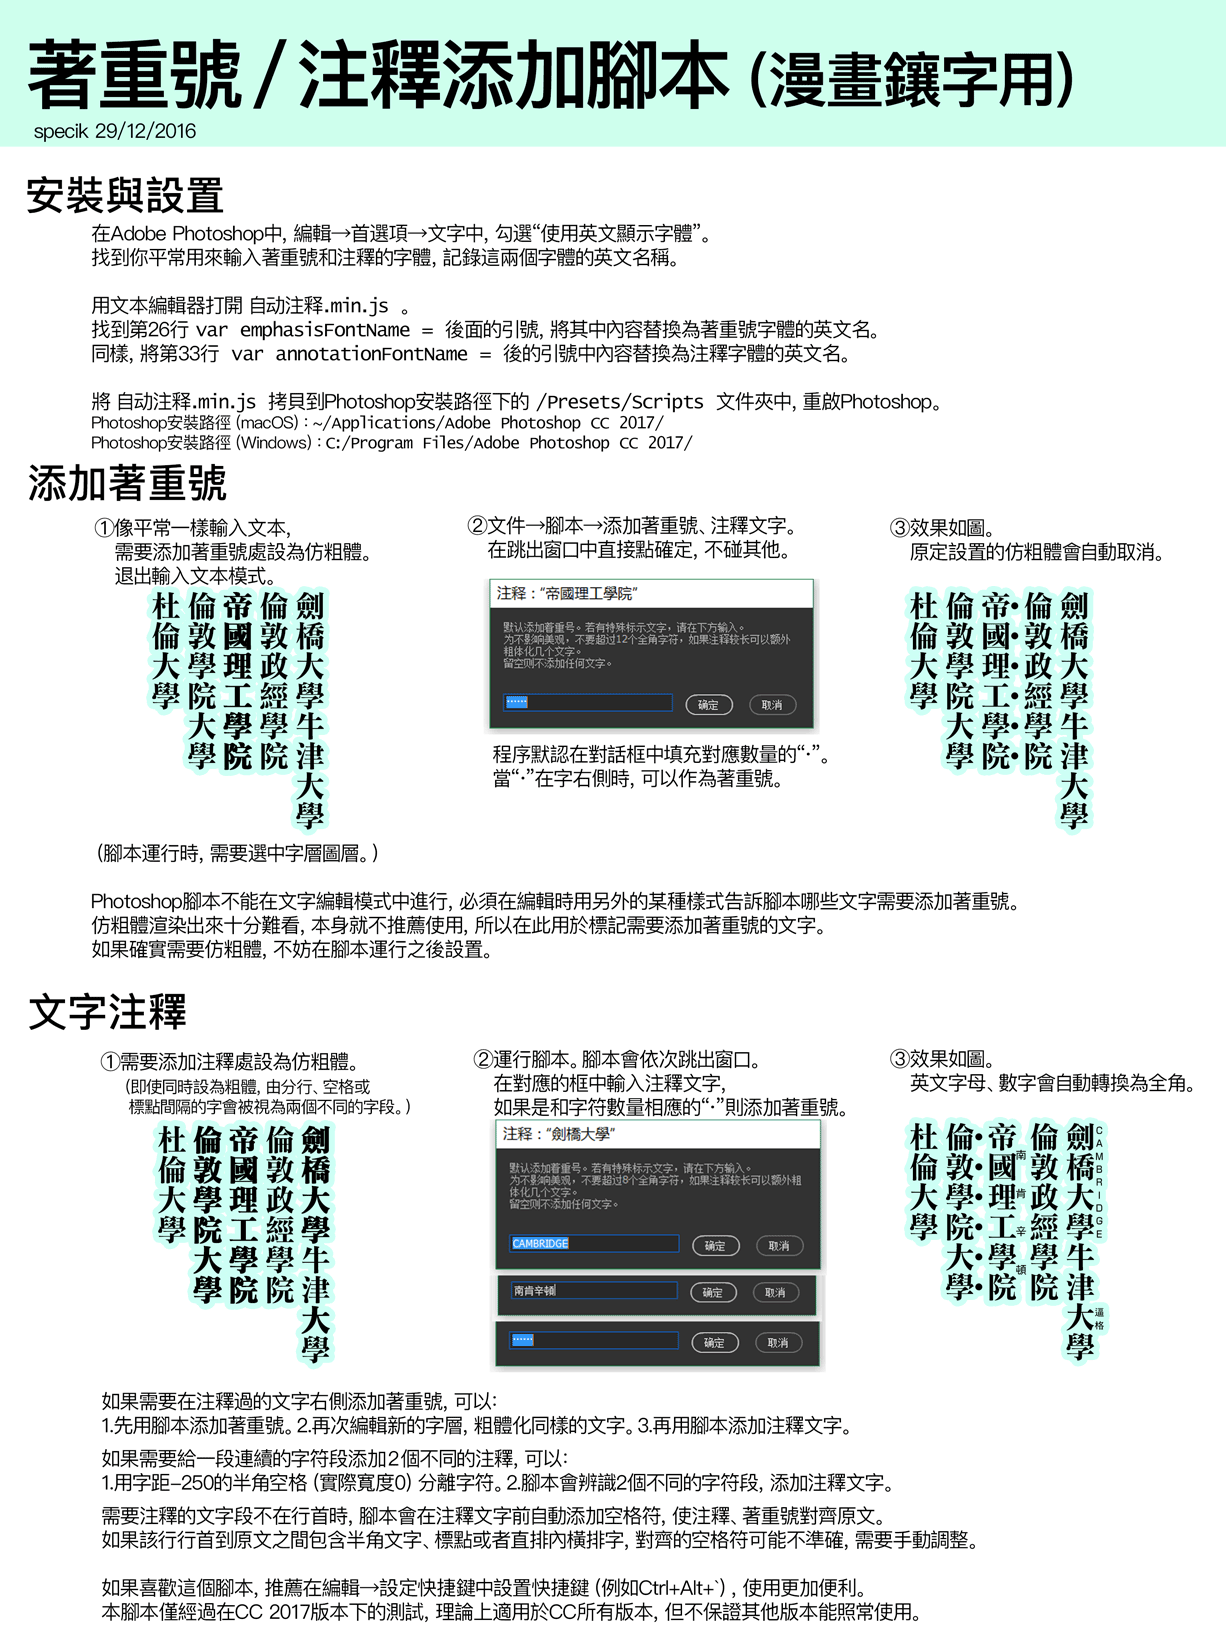 著重號/注釋添加腳本(漫畫鑲字用)
specik 29/12/2016
安裝與設置
在Adobe Photoshop中, 編輯→首選項→文字中, 勾選“使用英文顯示字體”。
找到你平常用來輸入著重號和注釋的字體, 記錄這兩個字體的英文名稱。
用文本編輯器打開 自动注释.min.js 。
找到第26行 var emphasisFontName = 後面的引號, 將其中內容替換為著重號字體的英文名。
同樣, 將第33行 var annotationFontName = 後的引號中內容替換為注釋字體的英文名。
將 自动注释.min.js 拷貝到Photoshop安裝路徑下的 /Presets/Scripts 文件夾中, 重啟Photoshop。
Photoshop安裝路徑 (macOS) : ~/Applications/Adobe Photoshop CC 2017/
Photoshop安裝路徑 (Windows) : C:/Program Files/Adobe Photoshop CC 2017/
添加著重號
①像平常一樣輸入文本,
需要添加著重號處設為仿粗體。
退出輸入文本模式。
劍橋大學牛津大學
倫敦政經學院
帝國理工學院
倫敦學院大學
杜倫大學
(腳本運行時, 需要選中字層圖層。)
②文件→腳本→添加著重號、注釋文字。
在跳出窗口中直接點確定, 不碰其他。
注释：“帝國理工學院”
默认添加着重号。若有特殊标示文字，请在下方输入。
为不影响美观，不要超过12个全角字符，如果注释较长可以额外
粗体化几个文字。
留空则不添加任何文字。
······
确定
取消
程序默認在對話框中填充對應數量的“·”。
當“·”在字右側時, 可以作為著重號。
③效果如圖。
原定設置的仿粗體會自動取消。
劍橋大學牛津大學
倫敦政經學院
••••••
帝國理工學院
倫敦學院大學
杜倫大學
Photoshop腳本不能在文字編輯模式中進行, 必須在編輯時用另外的某種樣式告訴腳本哪些文字需要添加著重號。
仿粗體渲染出來十分難看, 本身就不推薦使用, 所以在此用於標記需要添加著重號的文字。
如果確實需要仿粗體, 不妨在腳本運行之後設置。
文字注釋
①需要添加注釋處設為仿粗體。
(即使同時設為粗體, 由分行、空格或
標點間隔的字會被視為兩個不同的字段。)
劍橋大學牛津大學
倫敦政經學院
帝國理工學院
倫敦學院大學
杜倫大學
②運行腳本。腳本會依次跳出窗口。
在對應的框中輸入注釋文字,
如果是和字符數量相應的“·”則添加著重號。
注释：“劍橋大學”
默认添加着重号。若有特殊标示文字，请在下方输入。
为不影响美观，不要超过8个全角字符，如果注释较长可以额外粗
体化几个文字。
留空则不添加任何文字。
CAMBRIDGE
确定
取消
南肯辛頓
确定
取消
······
确定
取消
③效果如圖。
英文字母、數字會自動轉換為全角。
CAMBRIDGE
逼格
劍橋大學牛津大學
倫敦政經學院
南肯辛頓
帝國理工學院
••••••
倫敦學院大學
杜倫大學
如果需要在注釋過的文字右側添加著重號, 可以:
1.先用腳本添加著重號。2.再次編輯新的字層, 粗體化同樣的文字。3.再用腳本添加注釋文字。
如果需要給一段連續的字符段添加2個不同的注釋, 可以:
1.用字距-250的半角空格 (實際寬度0) 分離字符。2.腳本會辨識2個不同的字符段, 添加注釋文字。
需要注釋的文字段不在行首時, 腳本會在注釋文字前自動添加空格符, 使注釋、著重號對齊原文。
如果該行行首到原文之間包含半角文字、標點或者直排內橫排字, 對齊的空格符可能不準確, 需要手動調整。
如果喜歡這個腳本, 推薦在編輯→設定快捷鍵中設置快捷鍵 (例如Ctrl+Alt+`) , 使用更加便利。
本腳本僅經過在CC 2017版本下的測試, 理論上適用於CC所有版本, 但不保證其他版本能照常使用。